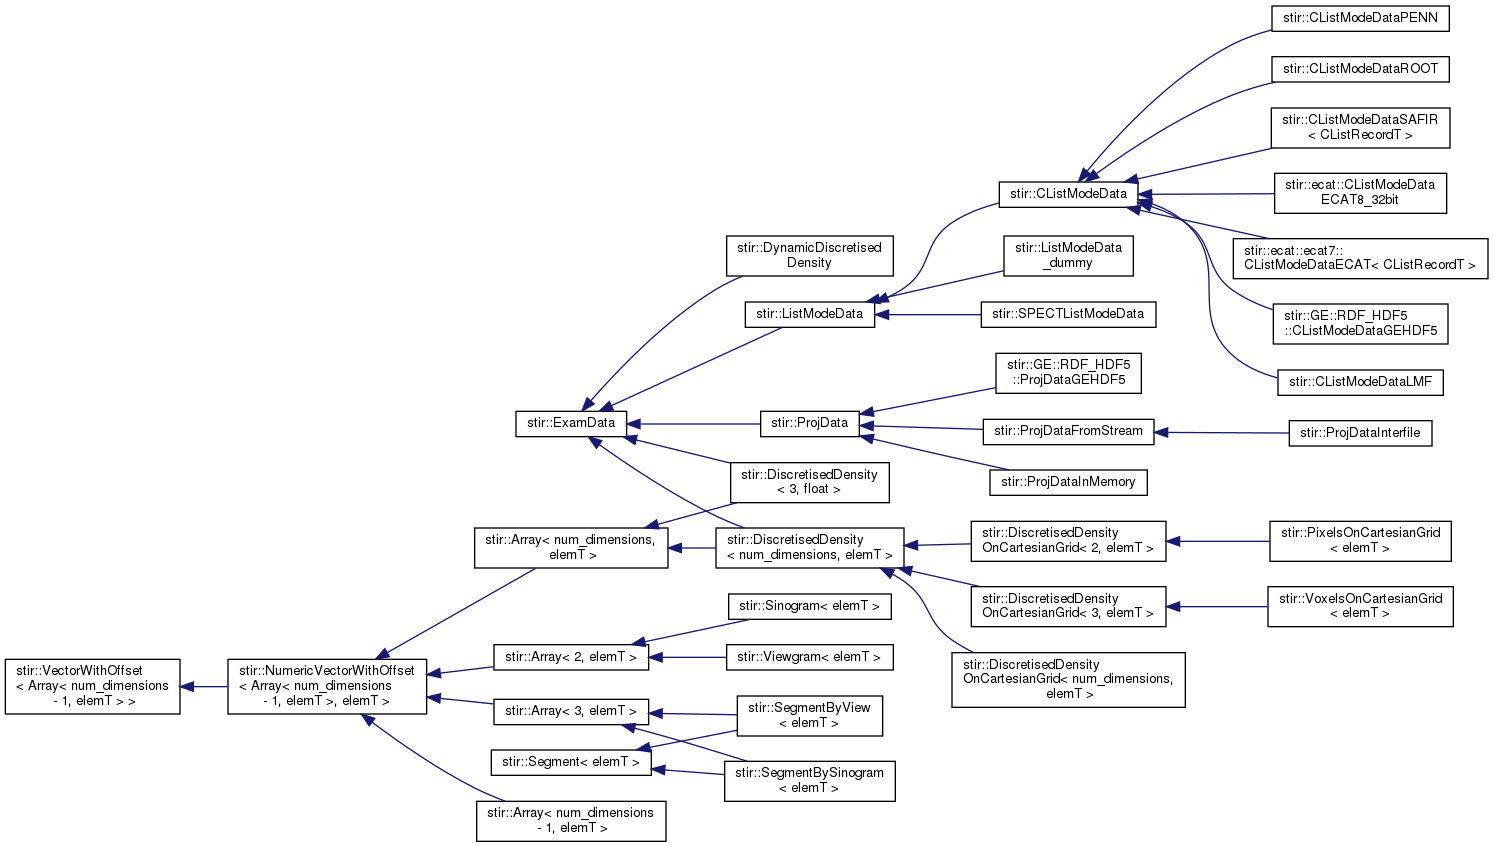 stir::CListModeDataPENN
stir::CListModeDataROOT
stir::CListModeDataSAFIR
< CListRecordT >
stir::ecat::CListModeData
ECAT8_32bit
stir::CListModeData
stir::ecat::ecat7::
CListModeDataECAT< CListRecordT >
stir::DynamicDiscretised
Density
stir::ListModeData
_dummy
stir::ListModeData
stir::SPECTListModeData
stir::GE::RDF_HDF5
::CListModeDataGEHDF5
stir::GE::RDF_HDF5
::ProjDataGEHDF5
stir::CListModeDataLMF
stir::ExamData
stir::ProjData
stir::ProjDataFromStream
stir::ProjDataInterfile
stir::DiscretisedDensity
< 3, float >
stir::ProjDataInMemory
stir::Array< num_dimensions,
elemT >
stir::DiscretisedDensity
< num_dimensions, elemT >
stir::DiscretisedDensity
OnCartesianGrid< 2, elemT >
stir::PixelsOnCartesianGrid
< elemT >
stir::DiscretisedDensity
OnCartesianGrid< 3, elemT >
stir::VoxelsOnCartesianGrid
< elemT >
stir::Sinogram< elemT >
stir::Array< 2, elemT >
stir::Viewgram< elemT >
stir::DiscretisedDensity
OnCartesianGrid< num_dimensions,
elemT >
stir::VectorWithOffset
< Array< num_dimensions
- 1, elemT > >
stir::NumericVectorWithOffset
< Array< num_dimensions
- 1, elemT >, elemT >
stir::Array< 3, elemT >
stir::SegmentByView
< elemT >
stir::Segment< elemT >
stir::SegmentBySinogram
< elemT >
stir::Array< num_dimensions
- 1, elemT >